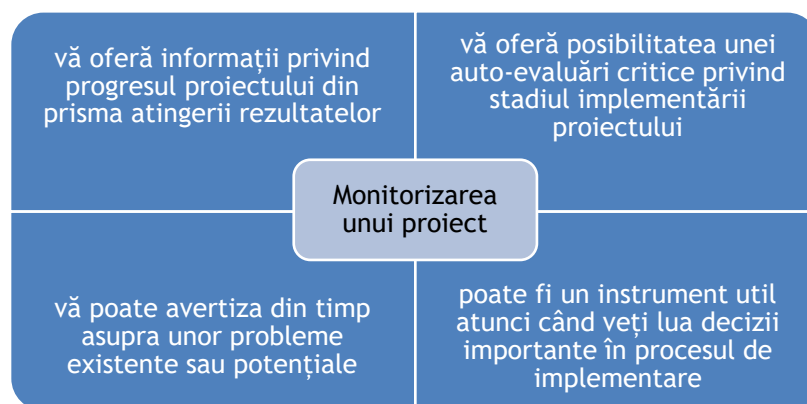 vă oferă informații privind
progresul proiectului din
prisma atingerii rezultatelor
vă oferă posibilitatea unei
auto-evaluări critice privind
stadiul implementării
proiectului
Monitorizarea
unui proiect
vă poate avertiza din timp
asupra unor probleme
existente sau potențiale
poate fi un instrument util
atunci când veți lua decizii
importante în procesul de
implementare